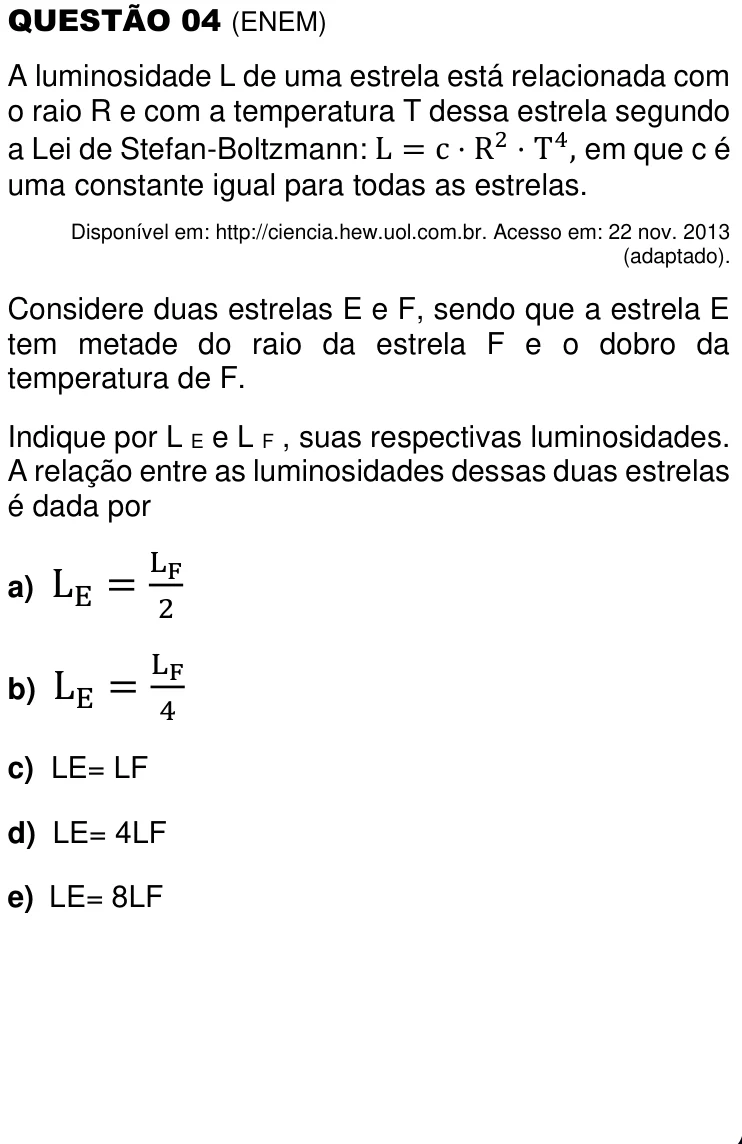 QUESTÃO 04 (ENEM)
A luminosidade L de uma estrela está relacionada com
o raio R e com a temperatura T dessa estrela segundo
a Lei de Stefan-Boltzmann: L = c · R² · T⁴, em que c é
uma constante igual para todas as estrelas.
Disponível em: http://ciencia.hew.uol.com.br. Acesso em: 22 nov. 2013
(adaptado).
Considere duas estrelas E e F, sendo que a estrela E
tem metade do raio da estrela F e o dobro da
temperatura de F.
Indique por L E e L F , suas respectivas luminosidades.
A relação entre as luminosidades dessas duas estrelas
é dada por
a) L_E = L_F/2
b) L_E = L_F/4
c) LE= LF
d) LE= 4LF
e) LE= 8LF